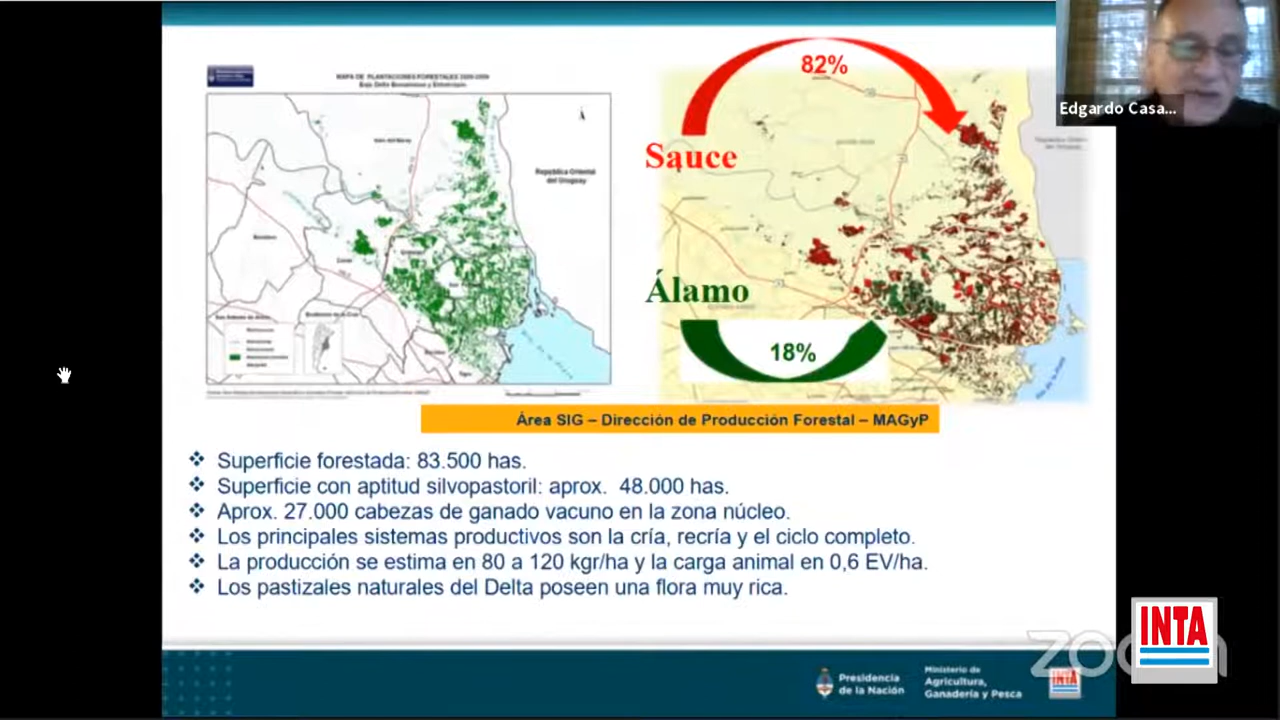 MAPA DE PLANTACIONES FORESTALES
82%
Edgardo Casa...
Sauce
República Oriental
del Uruguay
Álamo
18%
Área SIG – Dirección de Producción Forestal – MAGyP
❖ Superficie forestada: 83.500 has.
❖ Superficie con aptitud silvopastoril: aprox. 48.000 has.
❖ Aprox. 27.000 cabezas de ganado vacuno en la zona núcleo.
❖ Los principales sistemas productivos son la cría, recría y el ciclo completo.
❖ La producción se estima en 80 a 120 kgr/ha y la carga animal en 0,6 EV/ha.
❖ Los pastizales naturales del Delta poseen una flora muy rica.
zoom
INTA
Presidencia
de la Nación
Ministerio de
Agricultura,
Ganadería y Pesca
INTA